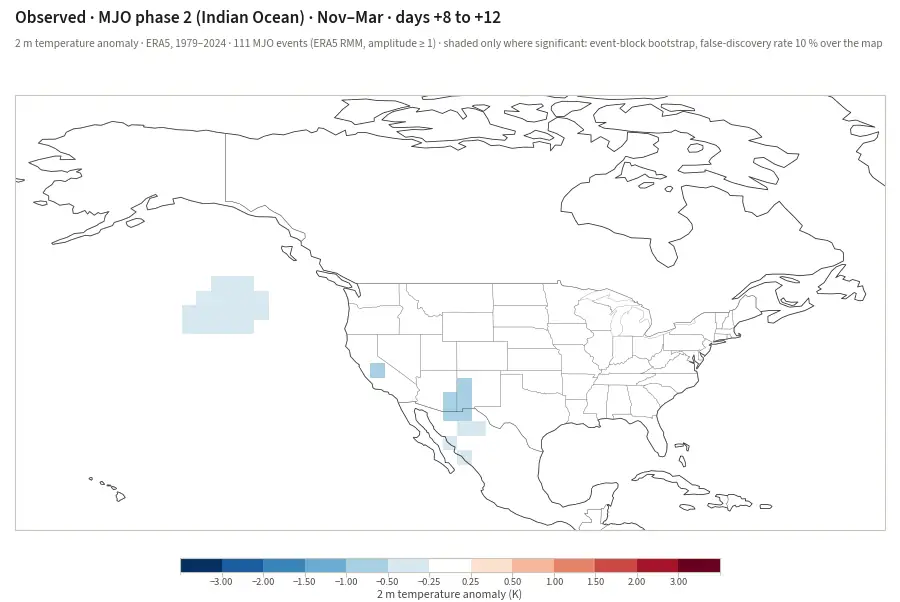 Observed · MJO phase 2 (Indian Ocean) · Nov–Mar · days +8 to +12
2 m temperature anomaly · ERA5, 1979–2024 · 111 MJO events (ERA5 RMM, amplitude ≥ 1) · shaded only where significant: event-block bootstrap, false-discovery rate 10 % over the map
−3.00 −2.00 −1.50 −1.00 −0.50 −0.25 0.25 0.50 1.00 1.50 2.00 3.00
2 m temperature anomaly (K)